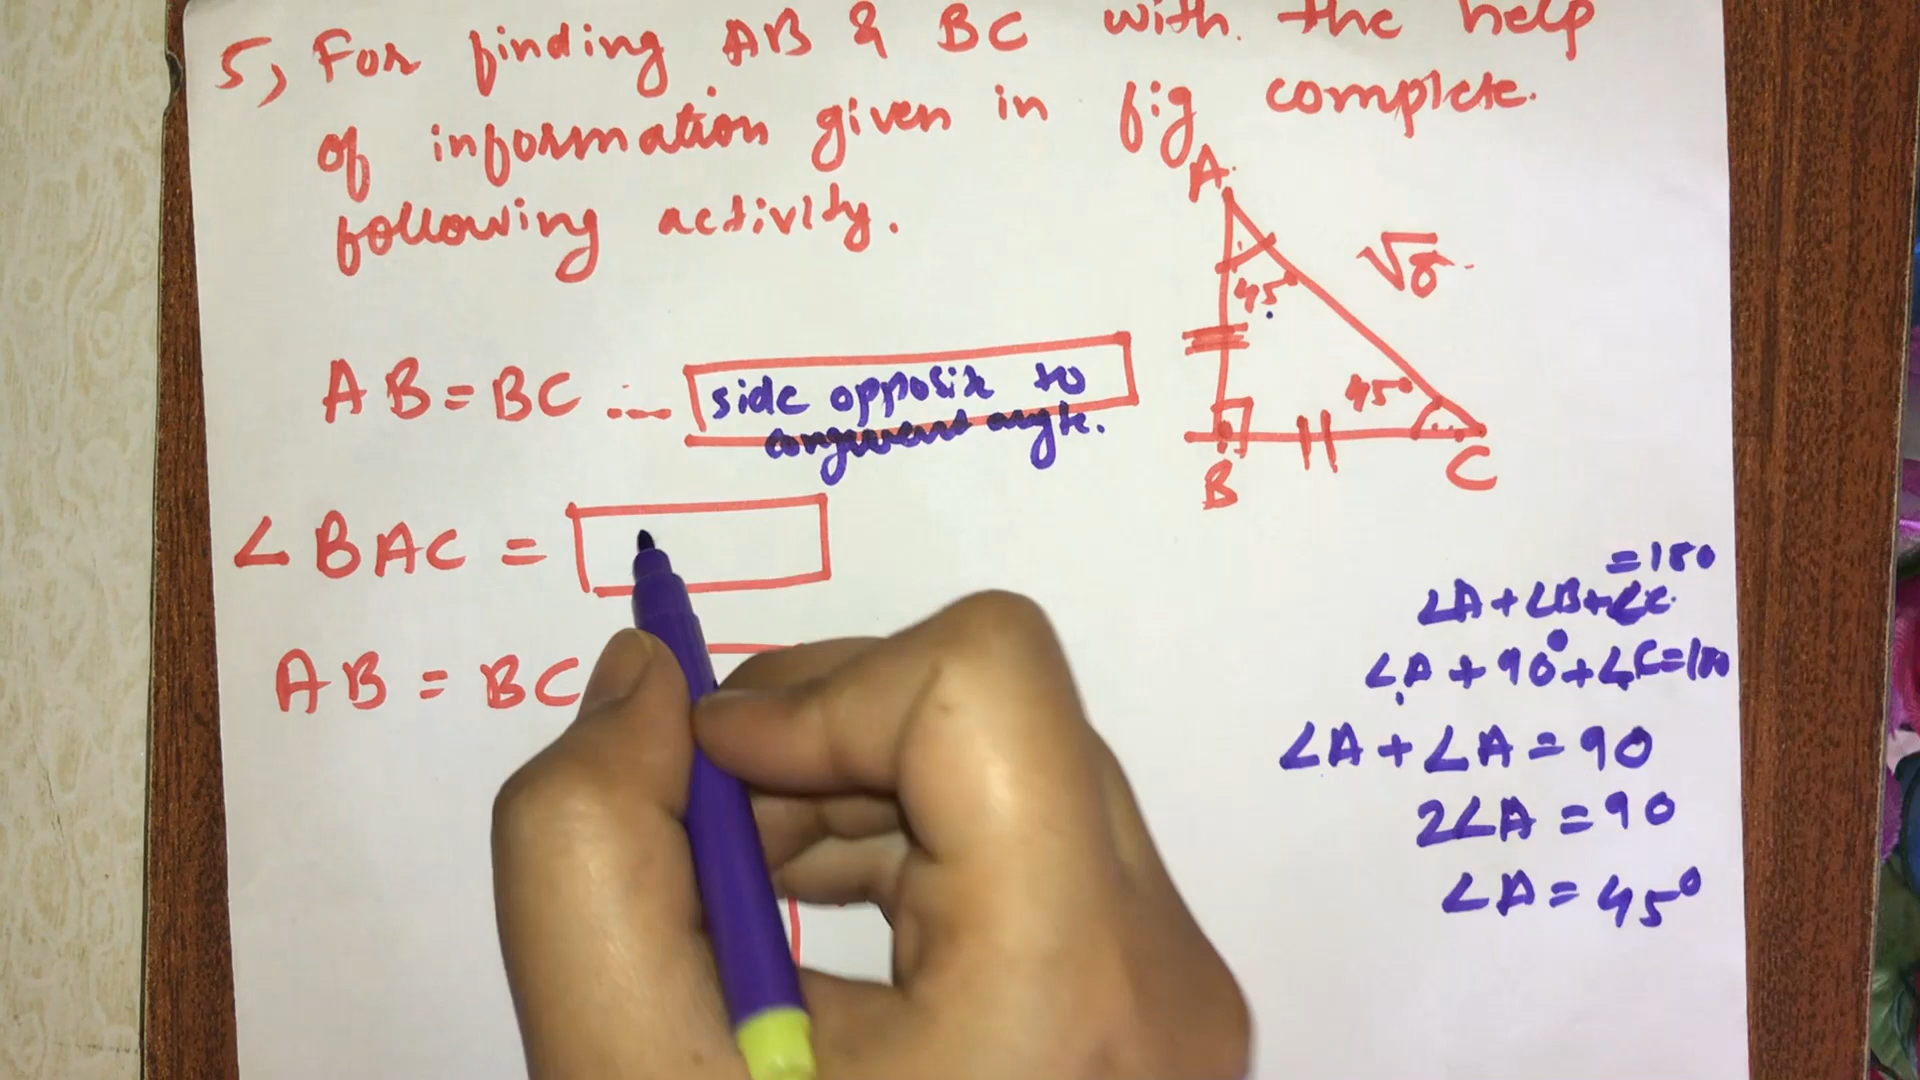 5, For finding AB & BC with the help
of information given in fig complete.
following activity.
A
√8
45°
45°
B
C
AB = BC ... side opposite to
congruent angle.
∠BAC =
AB = BC
=180
∠A+∠B+∠C
∠A + 90°+∠C=180
∠A + ∠A = 90
2∠A = 90
∠A = 45°